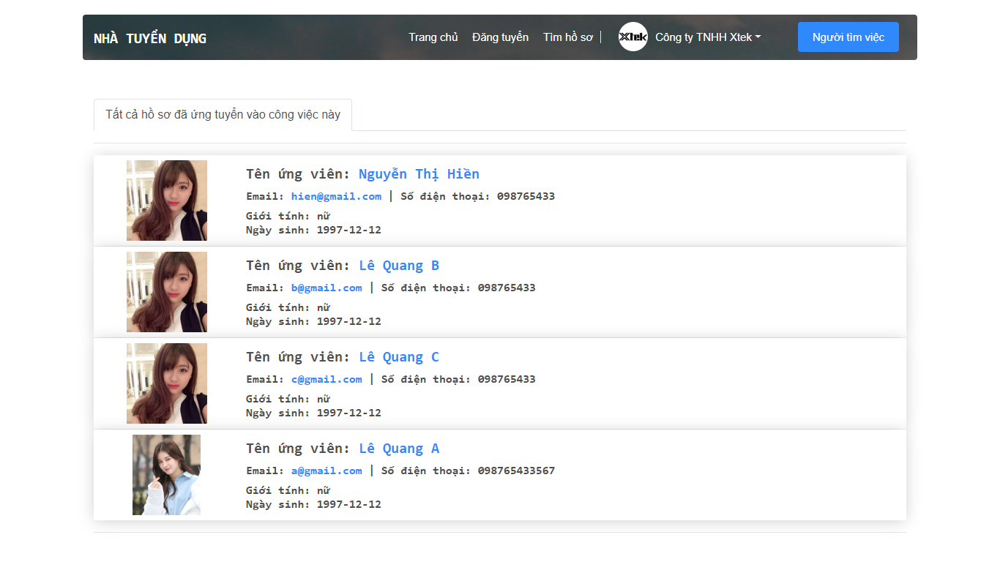 NHÀ TUYỂN DỤNG Trang chủ Đăng tuyển Tìm hồ sơ | Xtek Công ty TNHH Xtek Người tìm việc
Tất cả hồ sơ đã ứng tuyển vào công việc này
Tên ứng viên: Nguyễn Thị Hiền
Email: hien@gmail.com | Số điện thoại: 098765433
Giới tính: nữ
Ngày sinh: 1997-12-12
Tên ứng viên: Lê Quang B
Email: b@gmail.com | Số điện thoại: 098765433
Giới tính: nữ
Ngày sinh: 1997-12-12
Tên ứng viên: Lê Quang C
Email: c@gmail.com | Số điện thoại: 098765433
Giới tính: nữ
Ngày sinh: 1997-12-12
Tên ứng viên: Lê Quang A
Email: a@gmail.com | Số điện thoại: 098765433567
Giới tính: nữ
Ngày sinh: 1997-12-12